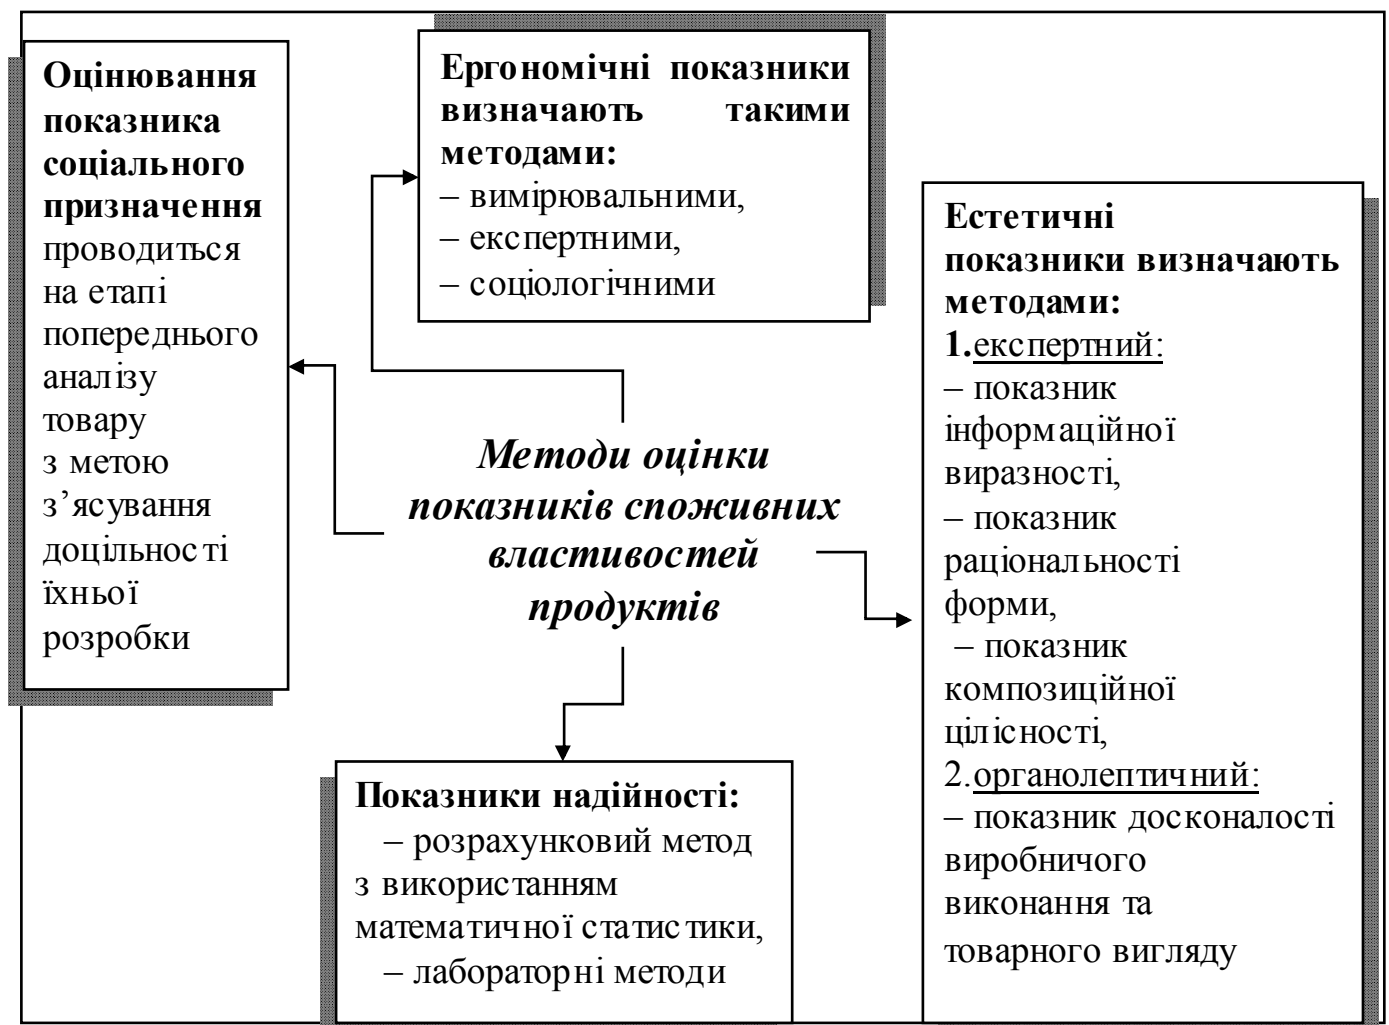 Оцінювання
показника
соціального
призначення
проводиться
на етапі
попереднього
аналізу
товару
з метою
з’ясування
доцільності
їхньої
розробки
Ергономічні показники
визначають такими
методами:
– вимірювальними,
– експертними,
– соціологічними
Методи оцінки
показників споживних
властивостей
продуктів
Естетичні
показники визначають
методами:
1.експертний:
– показник
інформаційної
виразності,
– показник
раціональності
форми,
– показник
композиційної
цілісності,
2.органолептичний:
– показник досконалості
виробничого
виконання та
товарного вигляду
Показники надійності:
– розрахунковий метод
з використанням
математичної статистики,
– лабораторні методи